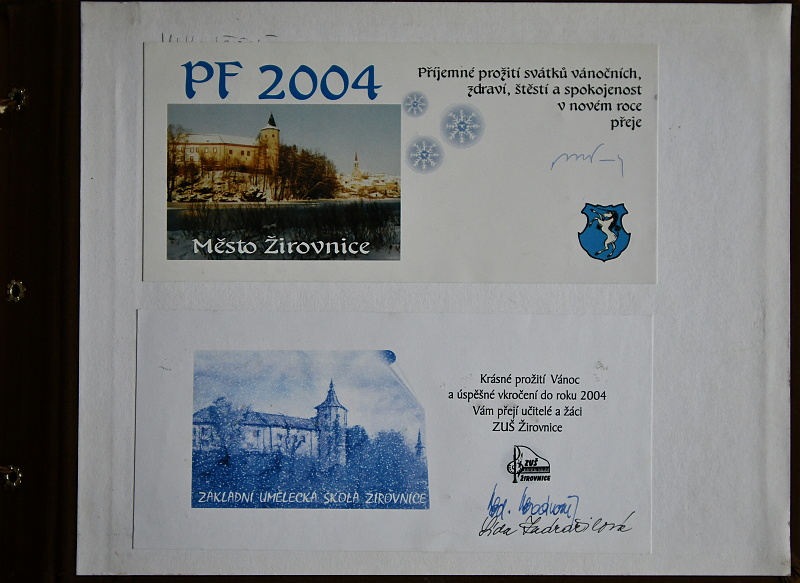 PF 2004
Příjemné prožití svátků vánočních,
zdraví, štěstí a spokojenost
v novém roce
přeje
Město Žirovnice
Krásné prožití Vánoc
a úspěšné vkročení do roku 2004
Vám přejí učitelé a žáci
ZUŠ Žirovnice
ZUŠ
ŽIROVNICE
ZÁKLADNÍ UMĚLECKÁ ŠKOLA ŽIROVNICE